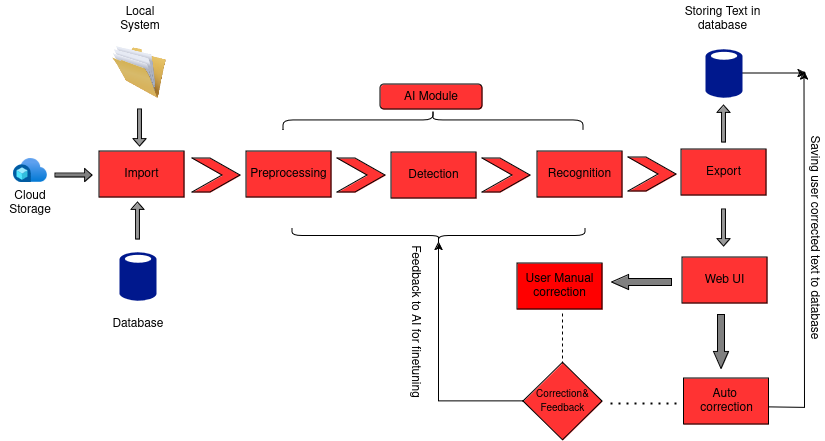 Local
System
Storing Text in
database
AI Module
Cloud
Storage
Import
Preprocessing
Detection
Recognition
Export
Database
Feedback to AI for finetuning
User Manual
correction
Web UI
Saving user corrected text to database
Correction&
Feedback
Auto
correction